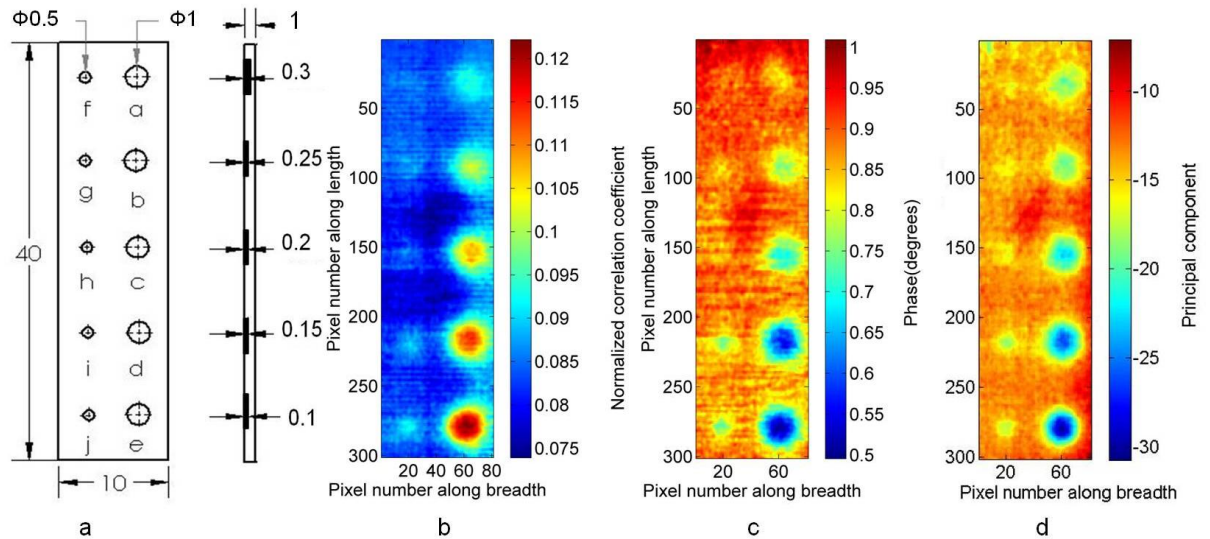 Φ0.5
Φ1
f
a
g
b
h
c
i
d
j
e
40
10
a
1
0.3
0.25
0.2
0.15
0.1
Pixel number along length
50
100
150
200
250
300
20 40 60 80
Pixel number along breadth
b
0.12
0.115
0.11
0.105
0.1
0.095
0.09
0.085
0.08
0.075
Normalized correlation coefficient
Pixel number along length
50
100
150
200
250
300
20 60
Pixel number along breadth
c
1
0.95
0.9
0.85
0.8
0.75
0.7
0.65
0.6
0.55
0.5
Phase(degrees)
50
100
150
200
250
300
20 60
Pixel number along breadth
d
-10
-15
-20
-25
-30
Principal component